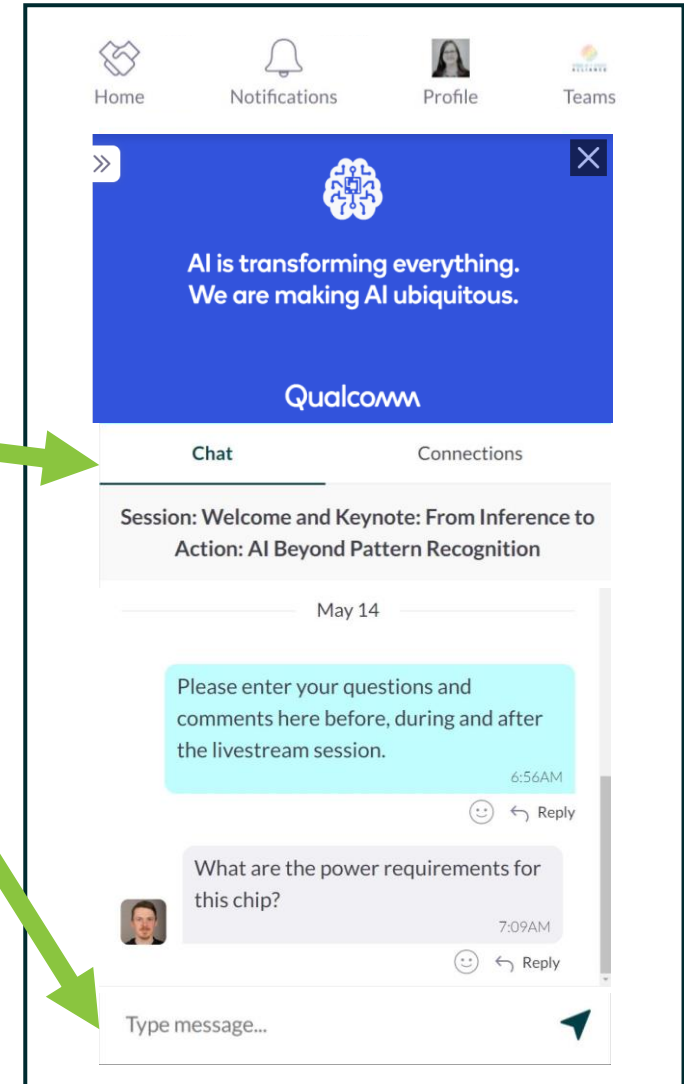 Home
Notifications
Profile
Teams
AI is transforming everything.
We are making AI ubiquitous.
Qualcomm
Chat
Connections
Session: Welcome and Keynote: From Inference to
Action: AI Beyond Pattern Recognition
May 14
Please enter your questions and
comments here before, during and after
the livestream session.
6:56AM
Reply
What are the power requirements for
this chip?
7:09AM
Reply
Type message...